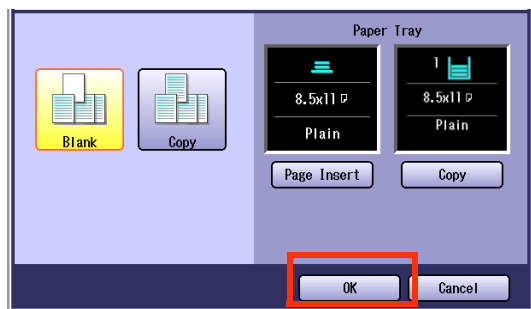 Paper Tray
Blank
Copy
8.5x11
Plain
Page Insert
1
8.5x11
Plain
Copy
OK
Cancel